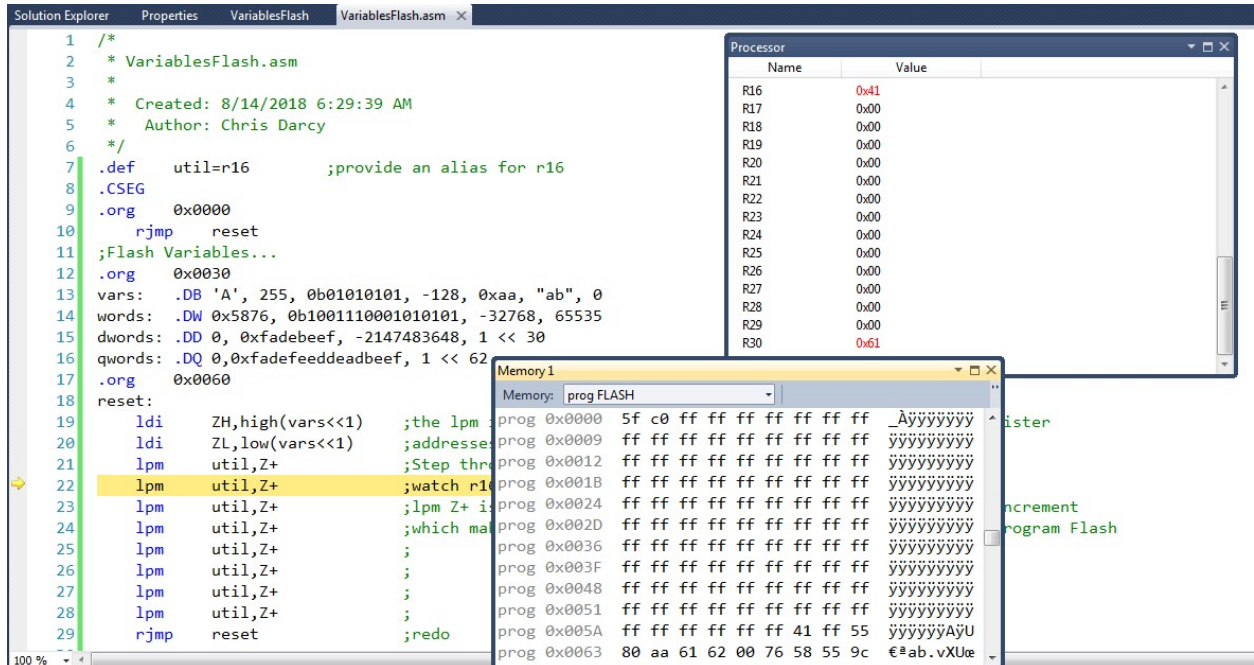 Solution Explorer Properties VariablesFlash VariablesFlash.asm
1 /*
2 * VariablesFlash.asm
3 *
4 * Created: 8/14/2018 6:29:39 AM
5 * Author: Chris Darcy
6 */
7 .def util=r16 ;provide an alias for r16
8 .CSEG
9 .org 0x0000
10 rjmp reset
11 ;Flash Variables...
12 .org 0x0030
13 vars: .DB 'A', 255, 0b01010101, -128, 0xaa, "ab", 0
14 words: .DW 0x5876, 0b1001110001010101, -32768, 65535
15 dwords: .DD 0, 0xfadebeef, -2147483648, 1 << 30
16 qwords: .DQ 0,0xfadefeeddeadbeef, 1 << 62
17 .org 0x0060
18 reset:
19 ldi ZH,high(vars<<1) ;the lpm ister
20 ldi ZL,low(vars<<1) ;addresse
21 lpm util,Z+ ;Step thr
22 lpm util,Z+ ;watch r1
23 lpm util,Z+ ;lpm Z+ i ncrement
24 lpm util,Z+ ;which ma rogram Flash
25 lpm util,Z+ ;
26 lpm util,Z+ ;
27 lpm util,Z+ ;
28 lpm util,Z+ ;
29 rjmp reset ;redo
100 %
Processor
Name Value
R16 0x41
R17 0x00
R18 0x00
R19 0x00
R20 0x00
R21 0x00
R22 0x00
R23 0x00
R24 0x00
R25 0x00
R26 0x00
R27 0x00
R28 0x00
R29 0x00
R30 0x61
Memory 1
Memory: prog FLASH
prog 0x0000 5f c0 ff ff ff ff ff ff ff _Àÿÿÿÿÿÿÿ
prog 0x0009 ff ff ff ff ff ff ff ff ff ÿÿÿÿÿÿÿÿÿ
prog 0x0012 ff ff ff ff ff ff ff ff ff ÿÿÿÿÿÿÿÿÿ
prog 0x001B ff ff ff ff ff ff ff ff ff ÿÿÿÿÿÿÿÿÿ
prog 0x0024 ff ff ff ff ff ff ff ff ff ÿÿÿÿÿÿÿÿÿ
prog 0x002D ff ff ff ff ff ff ff ff ff ÿÿÿÿÿÿÿÿÿ
prog 0x0036 ff ff ff ff ff ff ff ff ff ÿÿÿÿÿÿÿÿÿ
prog 0x003F ff ff ff ff ff ff ff ff ff ÿÿÿÿÿÿÿÿÿ
prog 0x0048 ff ff ff ff ff ff ff ff ff ÿÿÿÿÿÿÿÿÿ
prog 0x0051 ff ff ff ff ff ff ff ff ff ÿÿÿÿÿÿÿÿÿ
prog 0x005A ff ff ff ff ff ff 41 ff 55 ÿÿÿÿÿÿAÿU
prog 0x0063 80 aa 61 62 00 76 58 55 9c €ªab.vXUœ